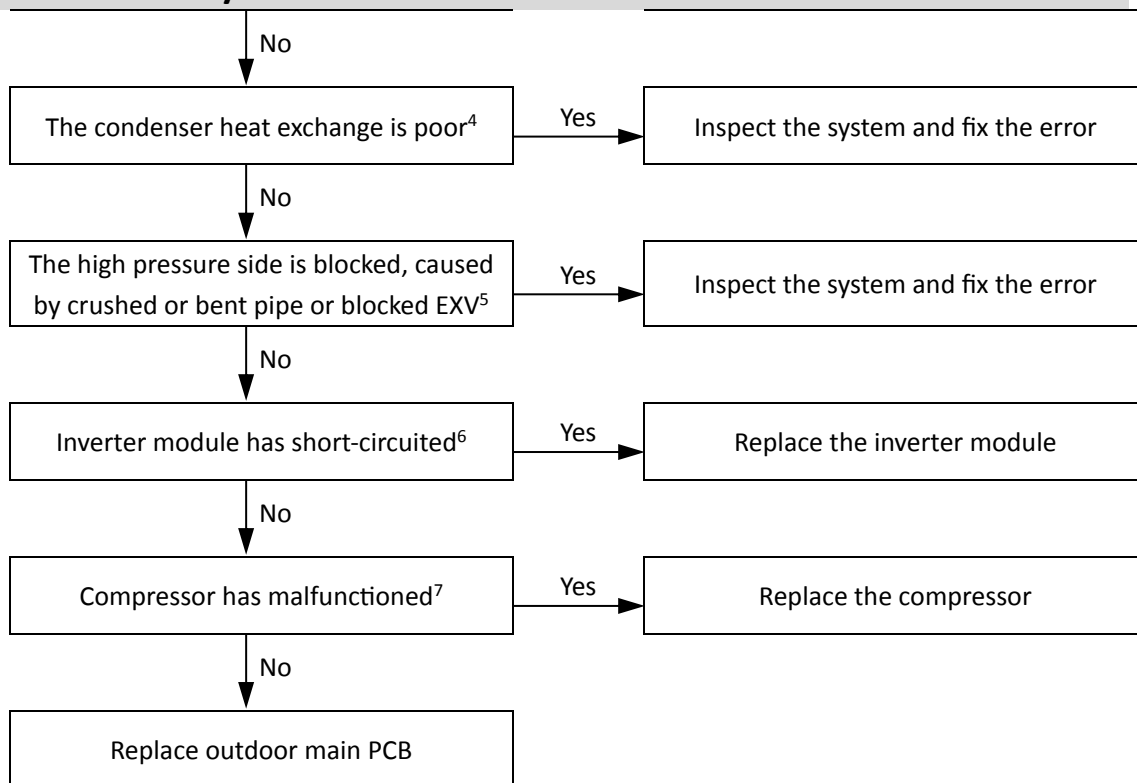 No
The condenser heat exchange is poor4
Yes
Inspect the system and fix the error
No
The high pressure side is blocked, caused
by crushed or bent pipe or blocked EXV5
Yes
Inspect the system and fix the error
No
Inverter module has short-circuited6
Yes
Replace the inverter module
No
Compressor has malfunctioned7
Yes
Replace the compressor
No
Replace outdoor main PCB